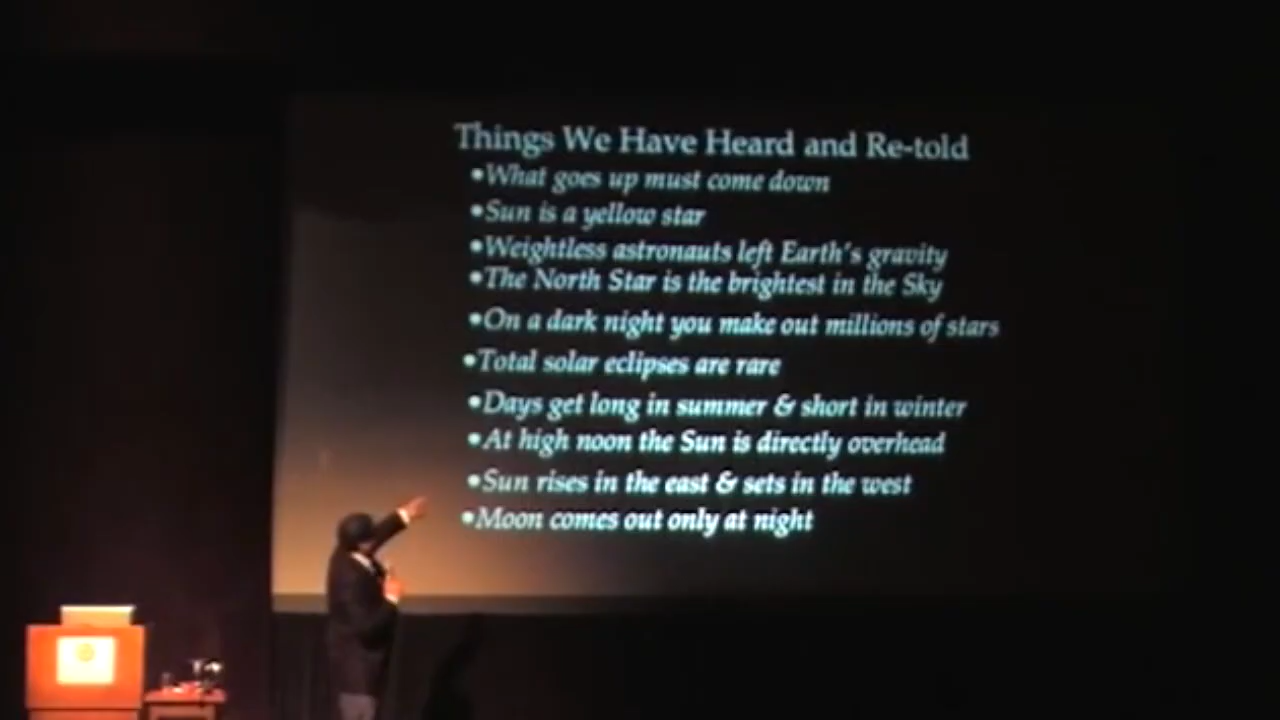 Things We Have Heard and Re-told
•What goes up must come down
•Sun is a yellow star
•Weightless astronauts left Earth's gravity
•The North Star is the brightest in the Sky
•On a dark night you make out millions of stars
•Total solar eclipses are rare
•Days get long in summer & short in winter
•At high noon the Sun is directly overhead
•Sun rises in the east & sets in the west
•Moon comes out only at night